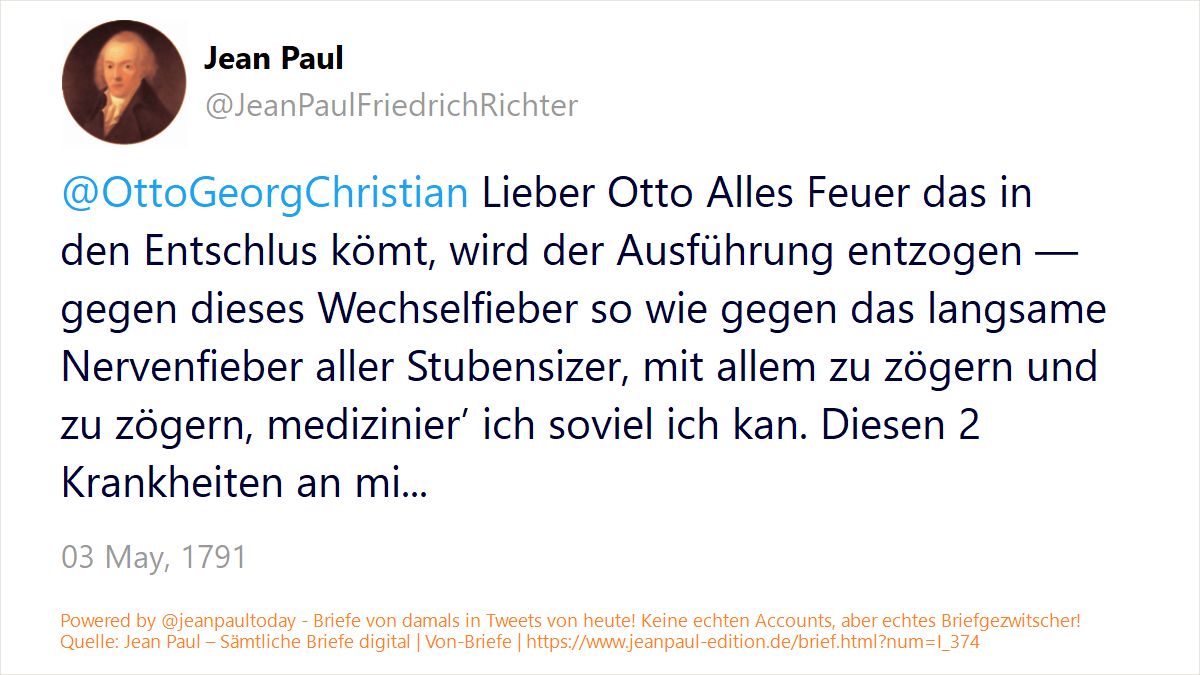 Jean Paul
@JeanPaulFriedrichRichter
@OttoGeorgChristian Lieber Otto Alles Feuer das in
den Entschlus kömt, wird der Ausführung entzogen —
gegen dieses Wechselfieber so wie gegen das langsame
Nervenfieber aller Stubensizer, mit allem zu zögern und
zu zögern, medizinier’ ich soviel ich kan. Diesen 2
Krankheiten an mi...
03 May, 1791
Powered by @jeanpaultoday - Briefe von damals in Tweets von heute! Keine echten Accounts, aber echtes Briefgezwitscher!
Quelle: Jean Paul – Sämtliche Briefe digital | Von-Briefe | https://www.jeanpaul-edition.de/brief.html?num=I_374